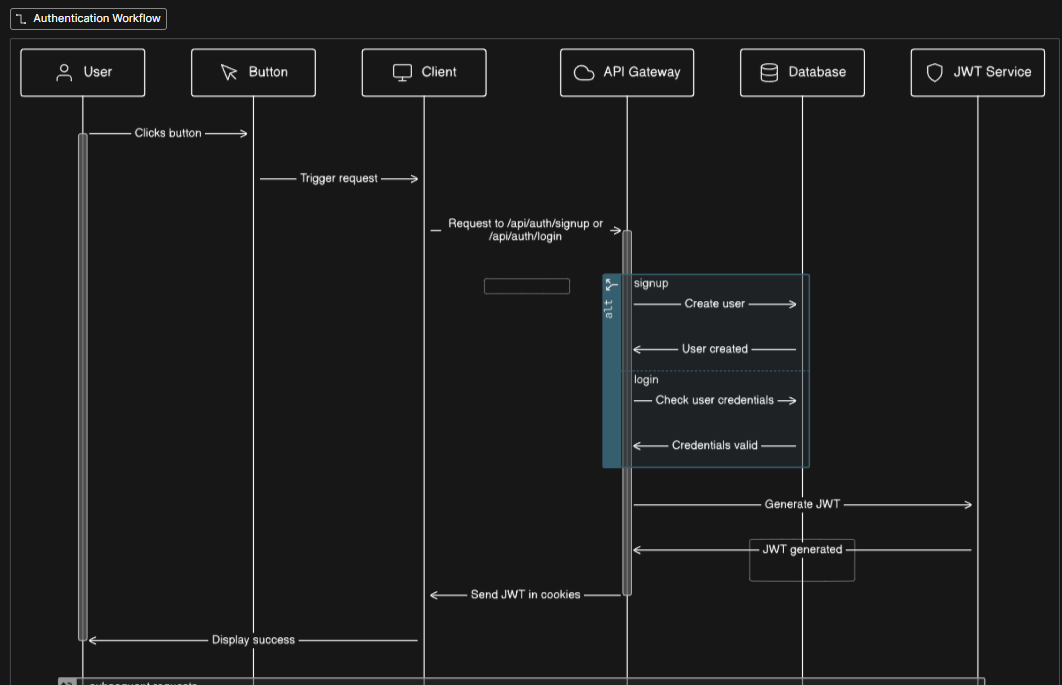 Authentication Workflow
User
Button
Client
API Gateway
Database
JWT Service
Clicks button
Trigger request
Request to /api/auth/signup or
/api/auth/login
alt
signup
Create user
User created
login
Check user credentials
Credentials valid
Generate JWT
JWT generated
Send JWT in cookies
Display success
subsequent requests